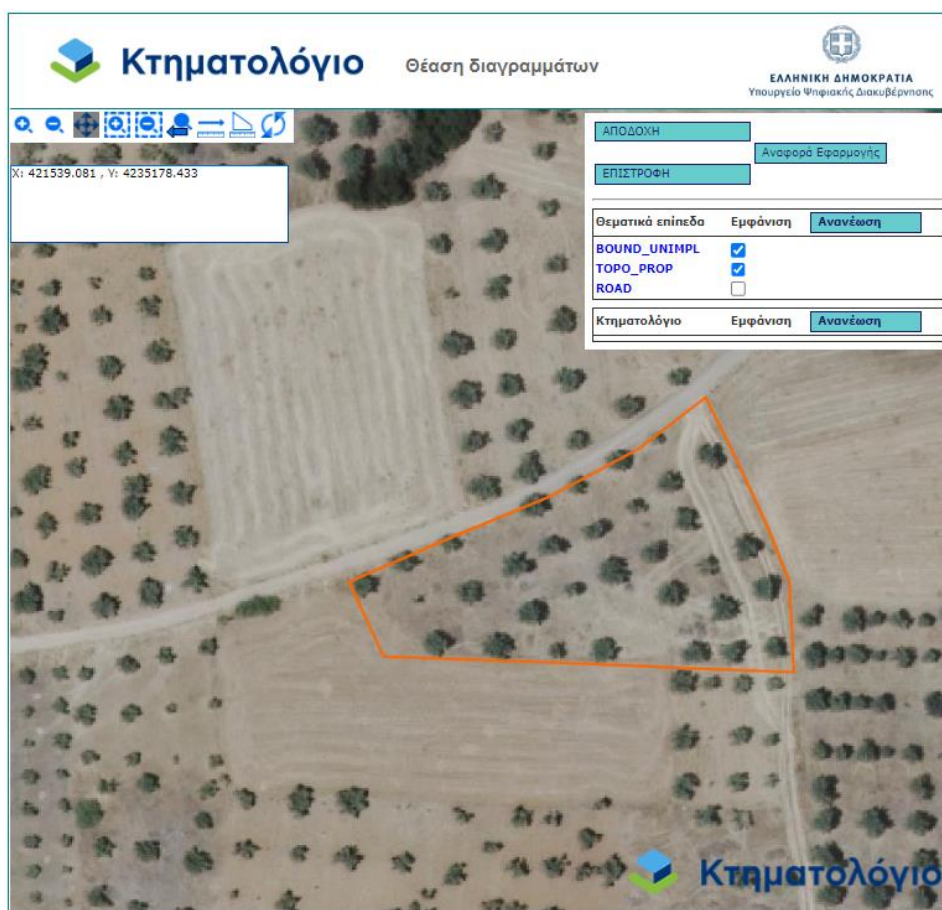 Κτηματολόγιο
Θέαση διαγραμμάτων
ΕΛΛΗΝΙΚΗ ΔΗΜΟΚΡΑΤΙΑ
Υπουργείο Ψηφιακής Διακυβέρνησης
X: 421539.081 , Y: 4235178.433
ΑΠΟΔΟΧΗ
Αναφορά Εφαρμογής
ΕΠΙΣΤΡΟΦΗ
Θεματικά επίπεδα Εμφάνιση Ανανέωση
BOUND_UNIMPL
TOPO_PROP
ROAD
Κτηματολόγιο Εμφάνιση Ανανέωση
Κτηματολόγιο